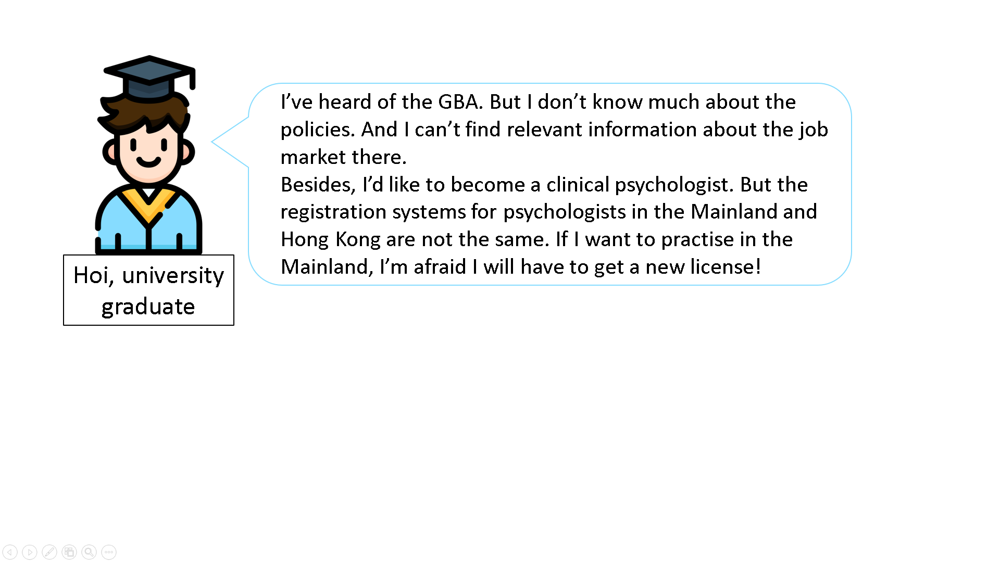 I’ve heard of the GBA. But I don’t know much about the
policies. And I can’t find relevant information about the job
market there.
Besides, I’d like to become a clinical psychologist. But the
registration systems for psychologists in the Mainland and
Hong Kong are not the same. If I want to practise in the
Mainland, I’m afraid I will have to get a new license!
Hoi, university
graduate